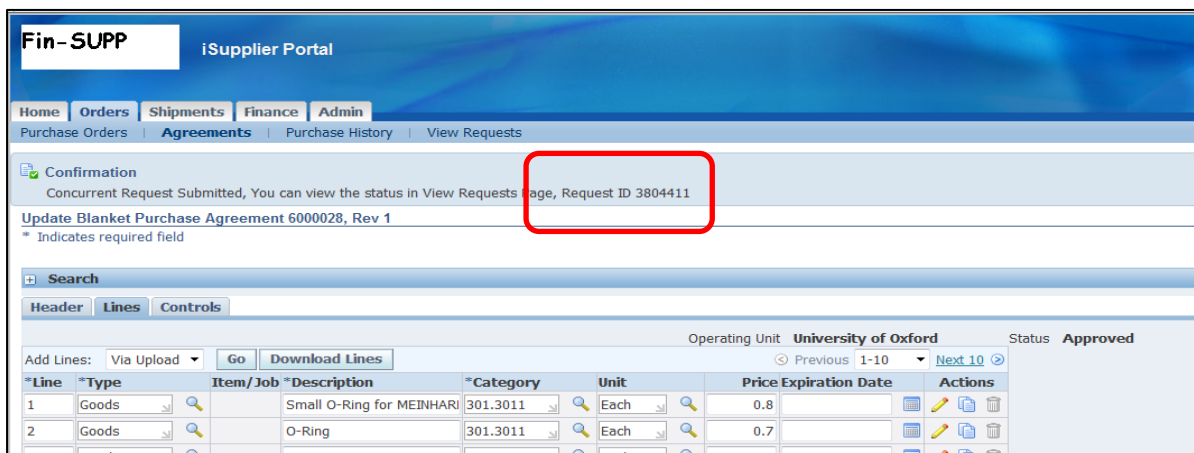 Fin-SUPP
iSupplier Portal
Home Orders Shipments Finance Admin
Purchase Orders | Agreements | Purchase History | View Requests
Confirmation
Concurrent Request Submitted, You can view the status in View Requests Page, Request ID 3804411
Update Blanket Purchase Agreement 6000028, Rev 1
* Indicates required field
Search
Header Lines Controls
Operating Unit University of Oxford Status Approved
Add Lines: Via Upload Go Download Lines Previous 1-10 Next 10
*Line *Type Item/Job *Description *Category Unit Price Expiration Date Actions
1 Goods Small O-Ring for MEINHARI 301.3011 Each 0.8
2 Goods O-Ring 301.3011 Each 0.7